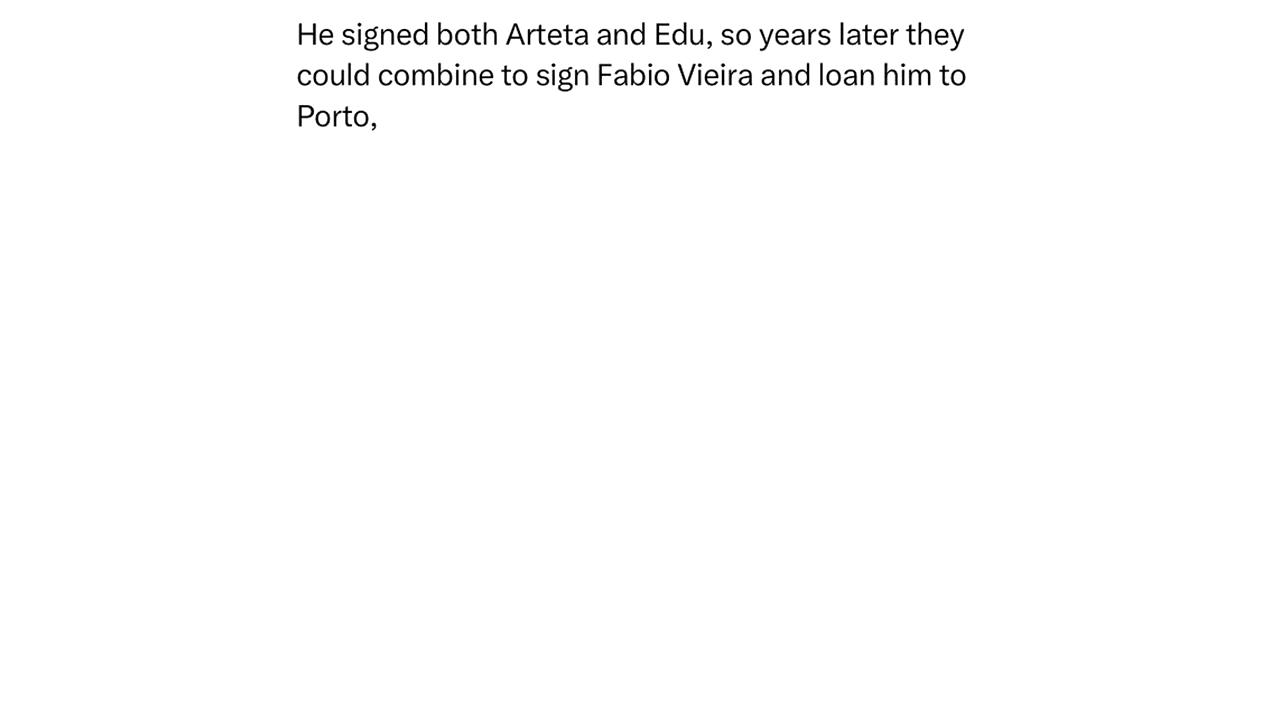 He signed both Arteta and Edu, so years later they
could combine to sign Fabio Vieira and loan him to
Porto,